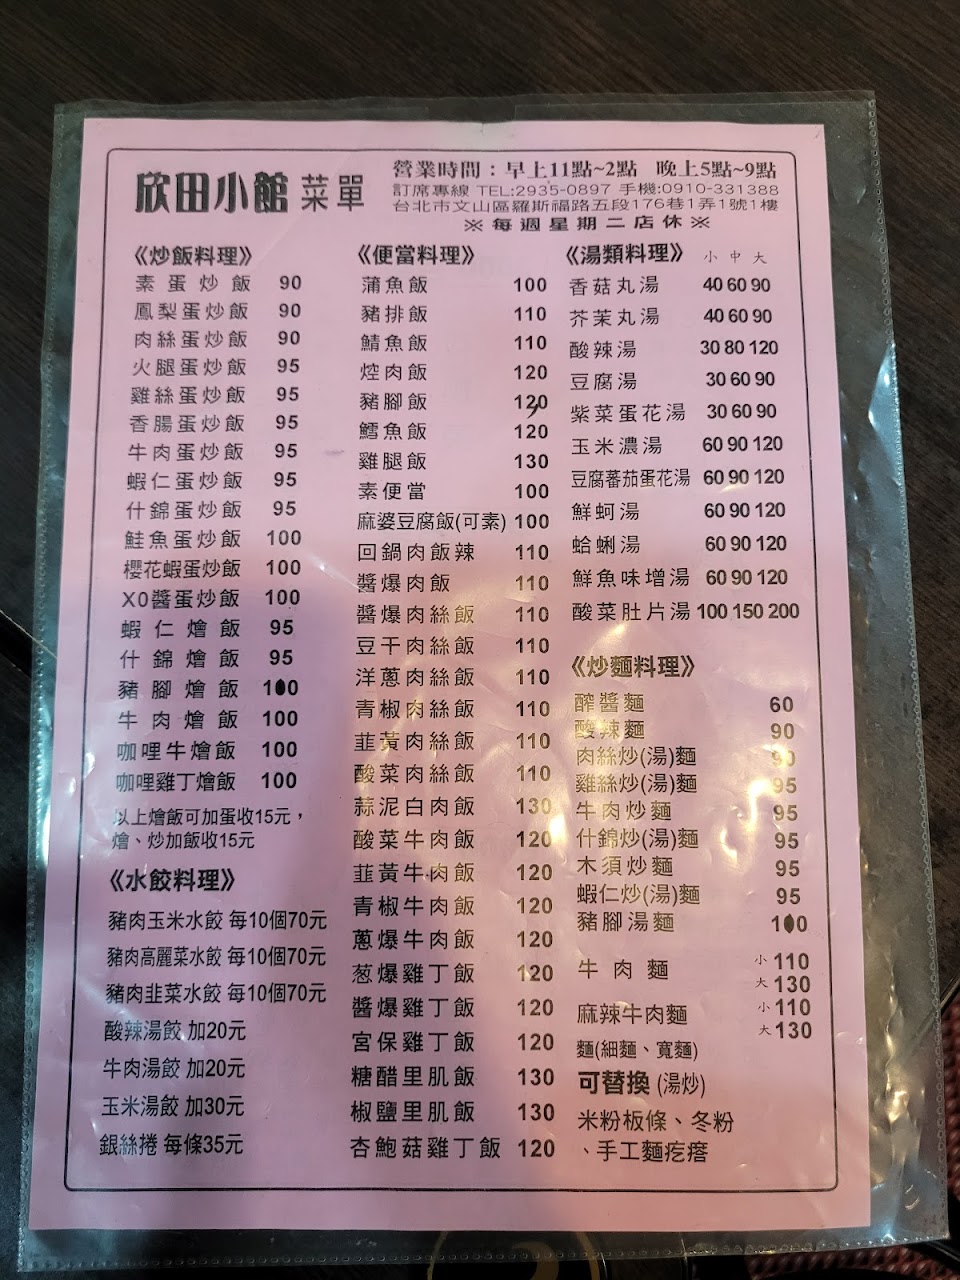 欣田小館 菜單
營業時間：早上11點~2點 晚上5點~9點
訂席專線 TEL:2935-0897 手機:0910-331388
台北市文山區羅斯福路五段176巷1弄1號1樓
※每週星期二店休※
《炒飯料理》
素蛋炒飯 90
鳳梨蛋炒飯 90
肉絲蛋炒飯 90
火腿蛋炒飯 95
雞絲蛋炒飯 95
香腸蛋炒飯 95
牛肉蛋炒飯 95
蝦仁蛋炒飯 95
什錦蛋炒飯 95
鮭魚蛋炒飯 100
櫻花蝦蛋炒飯 100
XO醬蛋炒飯 100
蝦仁燴飯 95
什錦燴飯 95
豬腳燴飯 100
牛肉燴飯 100
咖哩牛燴飯 100
咖哩雞丁燴飯 100
以上燴飯可加蛋收15元，
燴、炒加飯收15元
《水餃料理》
豬肉玉米水餃 每10個70元
豬肉高麗菜水餃 每10個70元
豬肉韭菜水餃 每10個70元
酸辣湯餃 加20元
牛肉湯餃 加20元
玉米湯餃 加30元
銀絲捲 每條35元
《便當料理》
蒲魚飯 100
豬排飯 110
鯖魚飯 110
焢肉飯 120
豬腳飯 120
鱈魚飯 120
雞腿飯 130
素便當 100
麻婆豆腐飯(可素) 100
回鍋肉飯辣 110
醬爆肉飯 110
醬爆肉絲飯 110
豆干肉絲飯 110
洋蔥肉絲飯 110
青椒肉絲飯 110
韮黃肉絲飯 110
酸菜肉絲飯 110
蒜泥白肉飯 130
酸菜牛肉飯 120
韮黃牛肉飯 120
青椒牛肉飯 120
蔥爆牛肉飯 120
葱爆雞丁飯 120
醬爆雞丁飯 120
宮保雞丁飯 120
糖醋里肌飯 130
椒鹽里肌飯 130
杏鮑菇雞丁飯 120
《湯類料理》 小 中 大
香菇丸湯 40 60 90
芥茉丸湯 40 60 90
酸辣湯 30 80 120
豆腐湯 30 60 90
紫菜蛋花湯 30 60 90
玉米濃湯 60 90 120
豆腐蕃茄蛋花湯 60 90 120
鮮蚵湯 60 90 120
蛤蜊湯 60 90 120
鮮魚味增湯 60 90 120
酸菜肚片湯 100 150 200
《炒麵料理》
醡醬麵 60
酸辣麵 90
肉絲炒(湯)麵 90
雞絲炒(湯)麵 95
牛肉炒麵 95
什錦炒(湯)麵 95
木須炒麵 95
蝦仁炒(湯)麵 95
豬腳湯麵 100
牛肉麵 小 110
大 130
麻辣牛肉麵 小 110
大 130
麵(細麵、寬麵)
可替換(湯炒)
米粉板條、冬粉
、手工麵疙瘩